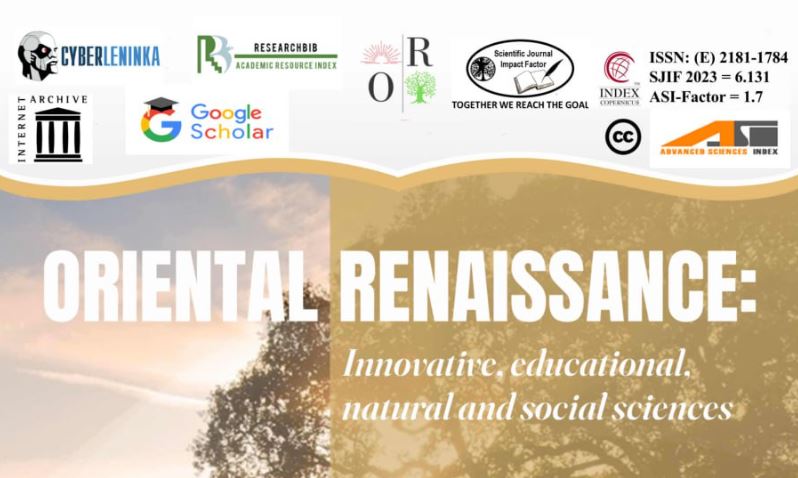 CYBERLENINKA
RESEARCHBIB
ACADEMIC RESOURCE INDEX
O R
Scientific Journal
Impact Factor
TOGETHER WE REACH THE GOAL
INDEX
COPERNICUS
ISSN: (E) 2181-1784
SJIF 2023 = 6.131
ASI-Factor = 1.7
INTERNET
ARCHIVE
Google
Scholar
cc
ASI
ADVANCED SCIENCES INDEX
ORIENTAL RENAISSANCE:
Innovative, educational,
natural and social sciences